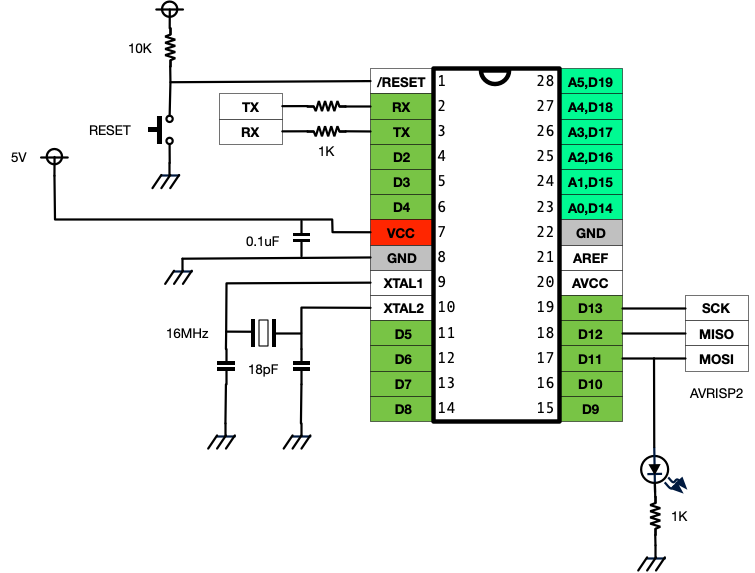 10K
/RESET 1 28 A5,D19
TX RX 2 27 A4,D18
RESET RX TX 3 26 A3,D17
1K
5V D2 4 25 A2,D16
D3 5 24 A1,D15
D4 6 23 A0,D14
0.1uF VCC 7 22 GND
GND 8 21 AREF
XTAL1 9 20 AVCC
XTAL2 10 19 D13 SCK
16MHz D5 11 18 D12 MISO
18pF D6 12 17 D11 MOSI
D7 13 16 D10 AVRISP2
D8 14 15 D9
1K